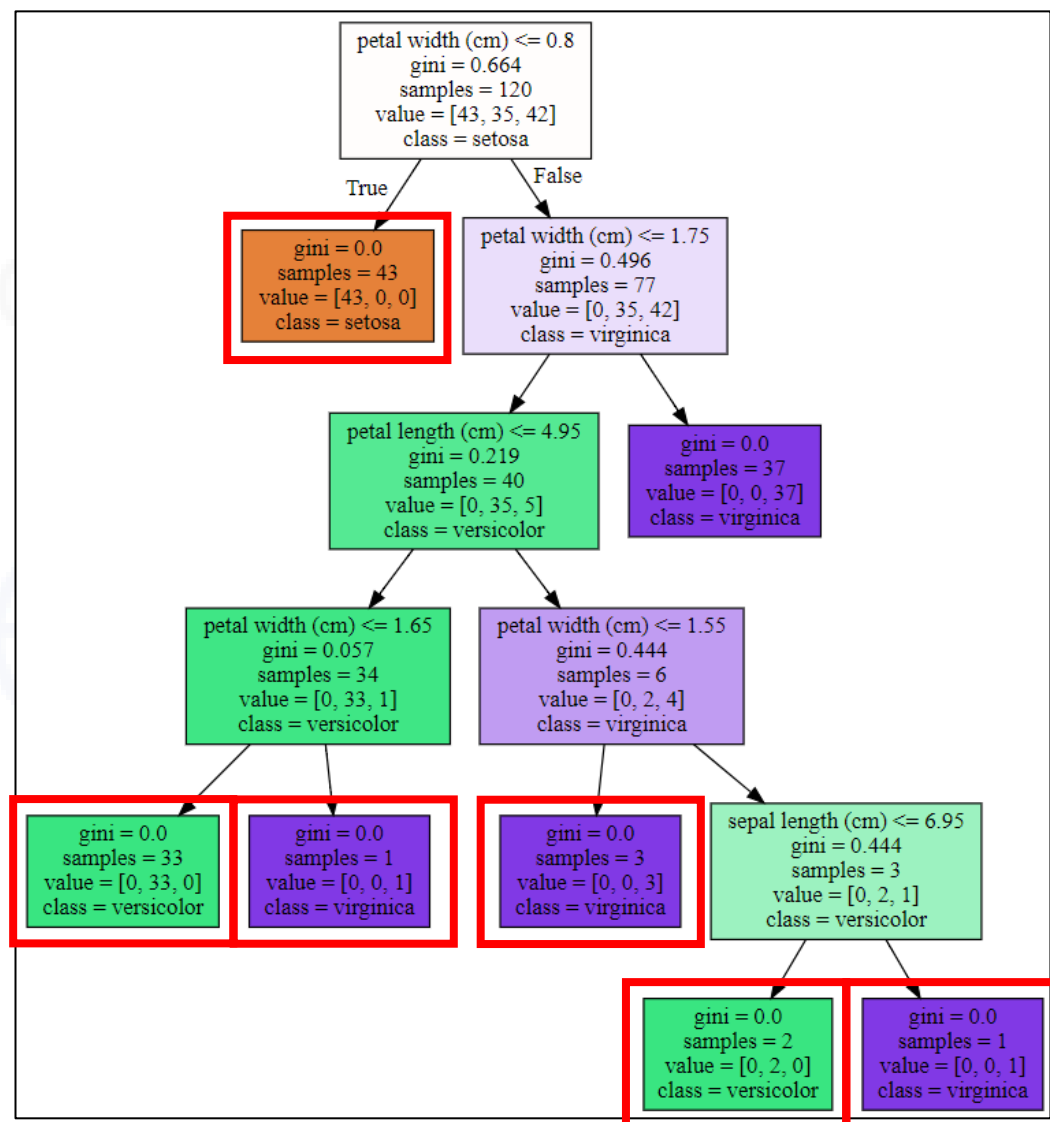 petal width (cm) <= 0.8
gini = 0.664
samples = 120
value = [43, 35, 42]
class = setosa
True
False
gini = 0.0
samples = 43
value = [43, 0, 0]
class = setosa
petal width (cm) <= 1.75
gini = 0.496
samples = 77
value = [0, 35, 42]
class = virginica
petal length (cm) <= 4.95
gini = 0.219
samples = 40
value = [0, 35, 5]
class = versicolor
gini = 0.0
samples = 37
value = [0, 0, 37]
class = virginica
petal width (cm) <= 1.65
gini = 0.057
samples = 34
value = [0, 33, 1]
class = versicolor
petal width (cm) <= 1.55
gini = 0.444
samples = 6
value = [0, 2, 4]
class = virginica
gini = 0.0
samples = 33
value = [0, 33, 0]
class = versicolor
gini = 0.0
samples = 1
value = [0, 0, 1]
class = virginica
gini = 0.0
samples = 3
value = [0, 0, 3]
class = virginica
sepal length (cm) <= 6.95
gini = 0.444
samples = 3
value = [0, 2, 1]
class = versicolor
gini = 0.0
samples = 2
value = [0, 2, 0]
class = versicolor
gini = 0.0
samples = 1
value = [0, 0, 1]
class = virginica